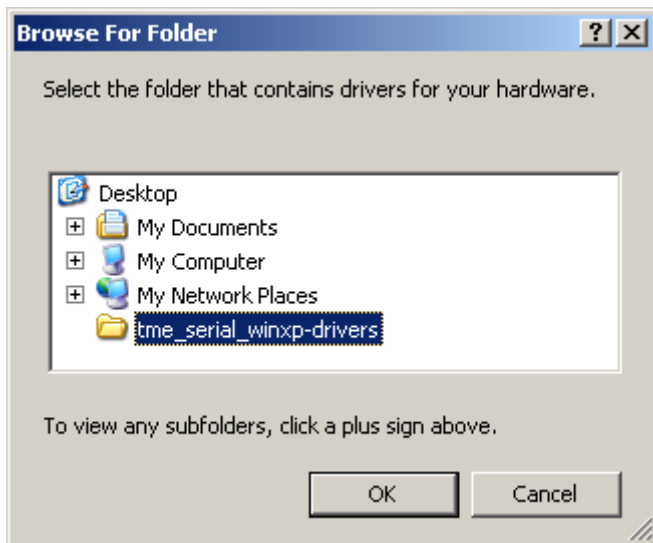 Browse For Folder
Select the folder that contains drivers for your hardware.
Desktop
My Documents
My Computer
My Network Places
tme_serial_winxp-drivers
To view any subfolders, click a plus sign above.
OK Cancel